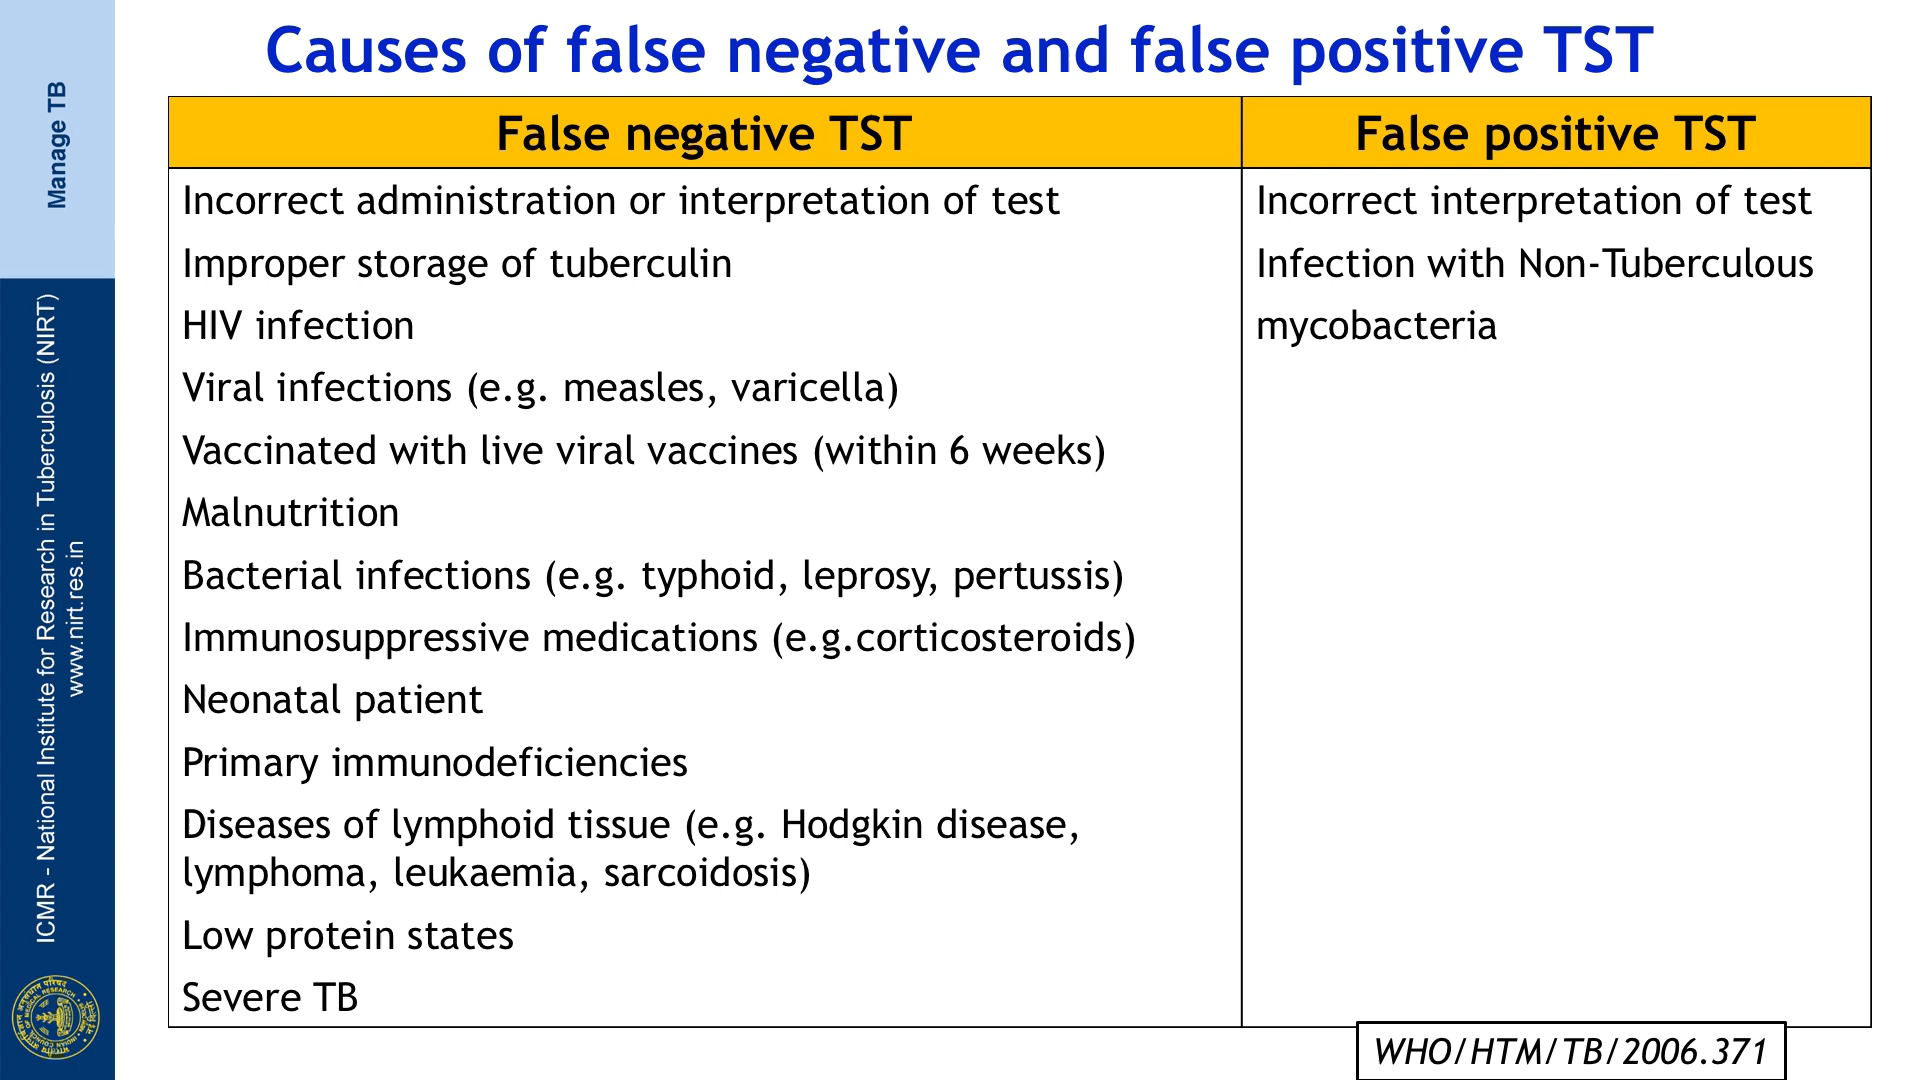 Causes of false negative and false positive TST
Manage TB
ICMR - National Institute for Research in Tuberculosis (NIRT)
www.nirt.res.in
False negative TST
Incorrect administration or interpretation of test
Improper storage of tuberculin
HIV infection
Viral infections (e.g. measles, varicella)
Vaccinated with live viral vaccines (within 6 weeks)
Malnutrition
Bacterial infections (e.g. typhoid, leprosy, pertussis)
Immunosuppressive medications (e.g.corticosteroids)
Neonatal patient
Primary immunodeficiencies
Diseases of lymphoid tissue (e.g. Hodgkin disease,
lymphoma, leukaemia, sarcoidosis)
Low protein states
Severe TB
False positive TST
Incorrect interpretation of test
Infection with Non-Tuberculous
mycobacteria
WHO/HTM/TB/2006.371